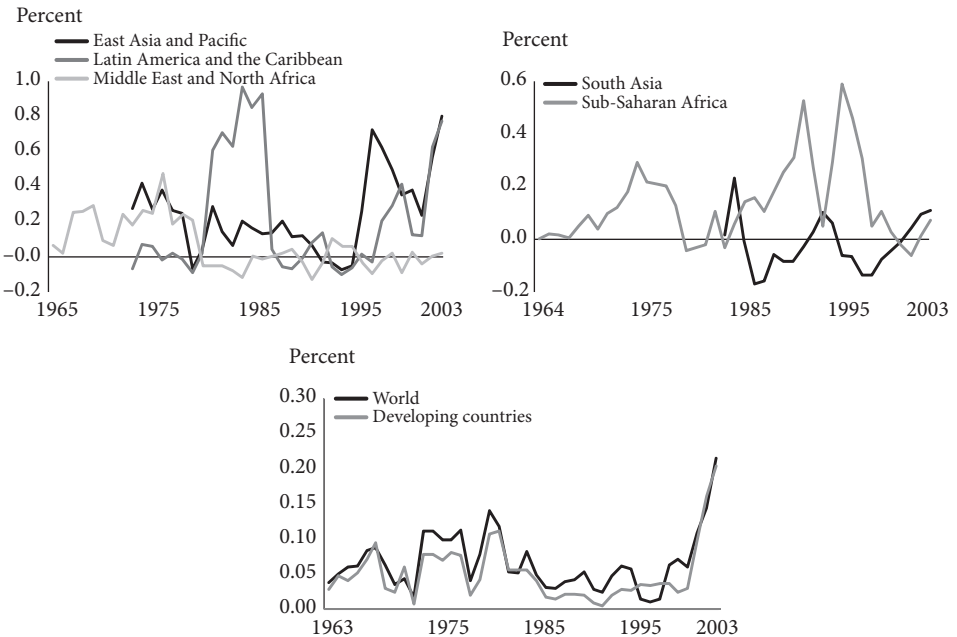 Percent
East Asia and Pacific
Latin America and the Caribbean
Middle East and North Africa
1.0
0.8
0.6
0.4
0.2
–0.0
–0.2
1965 1975 1985 1995 2003
Percent
South Asia
Sub-Saharan Africa
0.6
0.4
0.2
0.0
–0.2
1964 1975 1985 1995 2003
Percent
World
Developing countries
0.30
0.25
0.20
0.15
0.10
0.05
0.00
1963 1975 1985 1995 2003